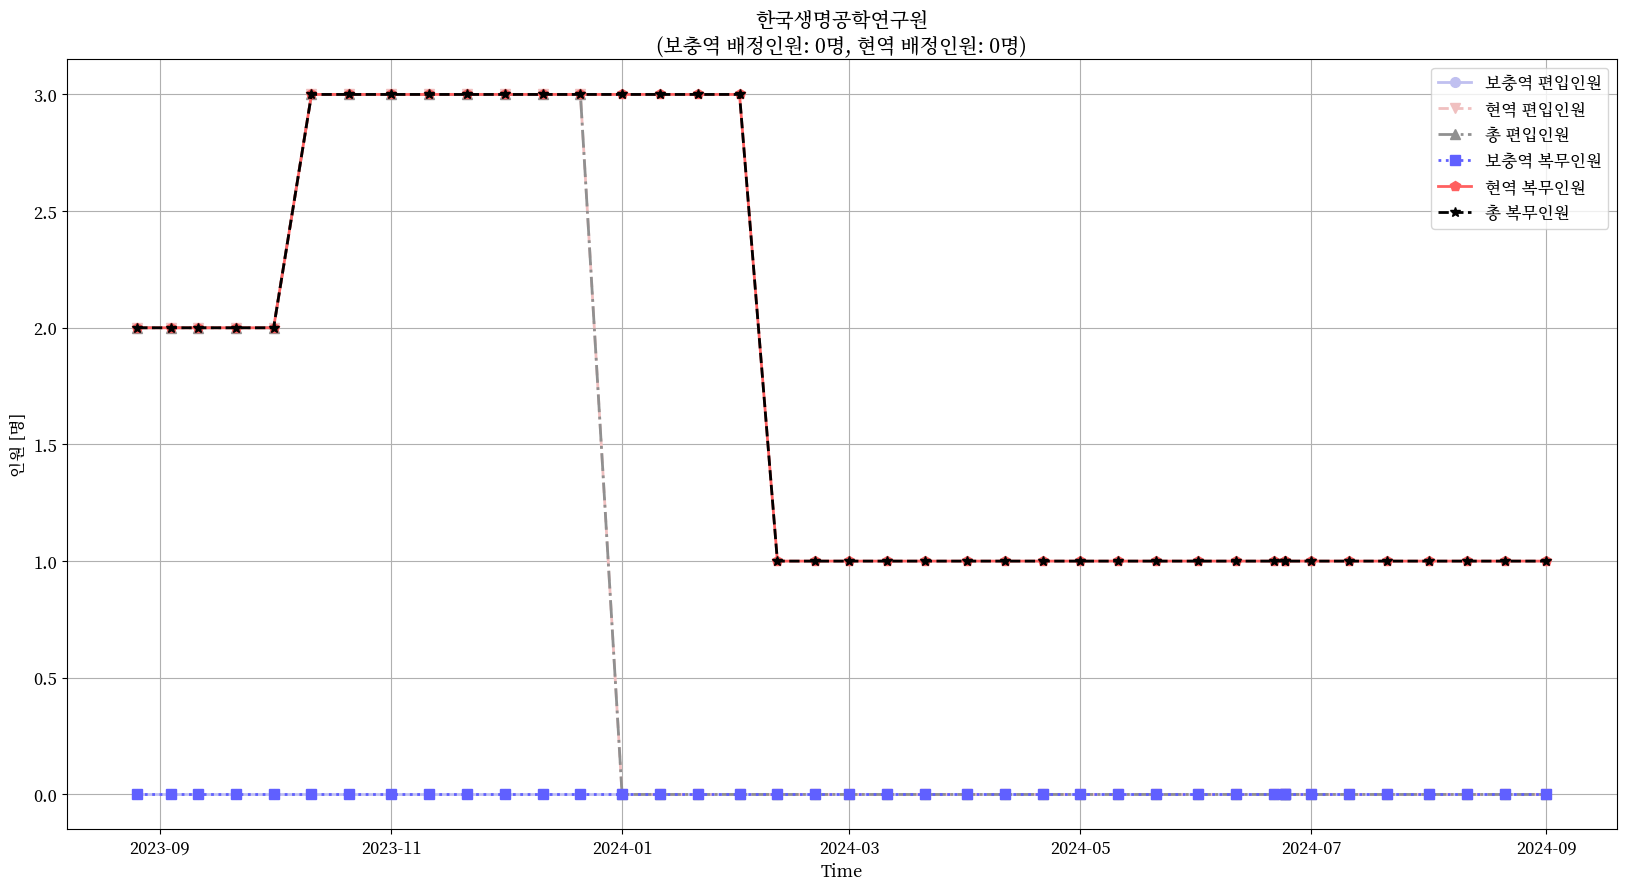 한국생명공학연구원
(보충역 배정인원: 0명, 현역 배정인원: 0명)
보충역 편입인원
현역 편입인원
총 편입인원
보충역 복무인원
현역 복무인원
총 복무인원
인원 [명]
3.0
2.5
2.0
1.5
1.0
0.5
0.0
2023-09
2023-11
2024-01
2024-03
2024-05
2024-07
2024-09
Time